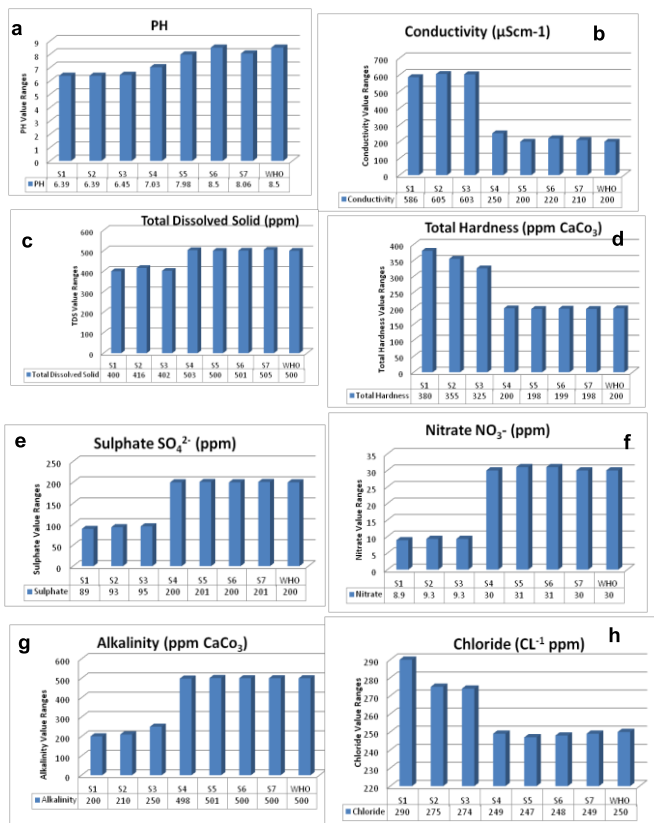 a
PH
PH Value Ranges
9
8
7
6
5
4
3
2
1
0
S1 S2 S3 S4 S5 S6 S7 WHO
PH 6.39 6.39 6.45 7.03 7.98 8.5 8.06 8.5
b
Conductivity (µScm-1)
Conductivity Value Ranges
700
600
500
400
300
200
100
0
S1 S2 S3 S4 S5 S6 S7 WHO
Conductivity 586 605 603 250 200 220 210 200
c
Total Dissolved Solid (ppm)
TDS Value Ranges
600
500
400
300
200
100
0
S1 S2 S3 S4 S5 S6 S7 WHO
Total Dissolved Solid 400 416 402 503 500 501 505 500
d
Total Hardness (ppm CaCo₃)
Total Hardness Value Ranges
400
350
300
250
200
150
100
50
0
S1 S2 S3 S4 S5 S6 S7 WHO
Total Hardness 380 355 325 200 198 199 198 200
e
Sulphate SO₄²⁻ (ppm)
Sulphate Value Ranges
250
200
150
100
50
0
S1 S2 S3 S4 S5 S6 S7 WHO
Sulphate 89 93 95 200 201 200 201 200
f
Nitrate NO₃- (ppm)
Nitrate Value Ranges
35
30
25
20
15
10
5
0
S1 S2 S3 S4 S5 S6 S7 WHO
Nitrate 8.9 9.3 9.3 30 31 31 30 30
g
Alkalinity (ppm CaCo₃)
Alkalinity Value Ranges
600
500
400
300
200
100
0
S1 S2 S3 S4 S5 S6 S7 WHO
Alkalinity 200 210 250 498 501 500 500 500
h
Chloride (CL⁻¹ ppm)
Chloride Value Ranges
290
280
270
260
250
240
230
220
S1 S2 S3 S4 S5 S6 S7 WHO
Chloride 290 275 274 249 247 248 249 250